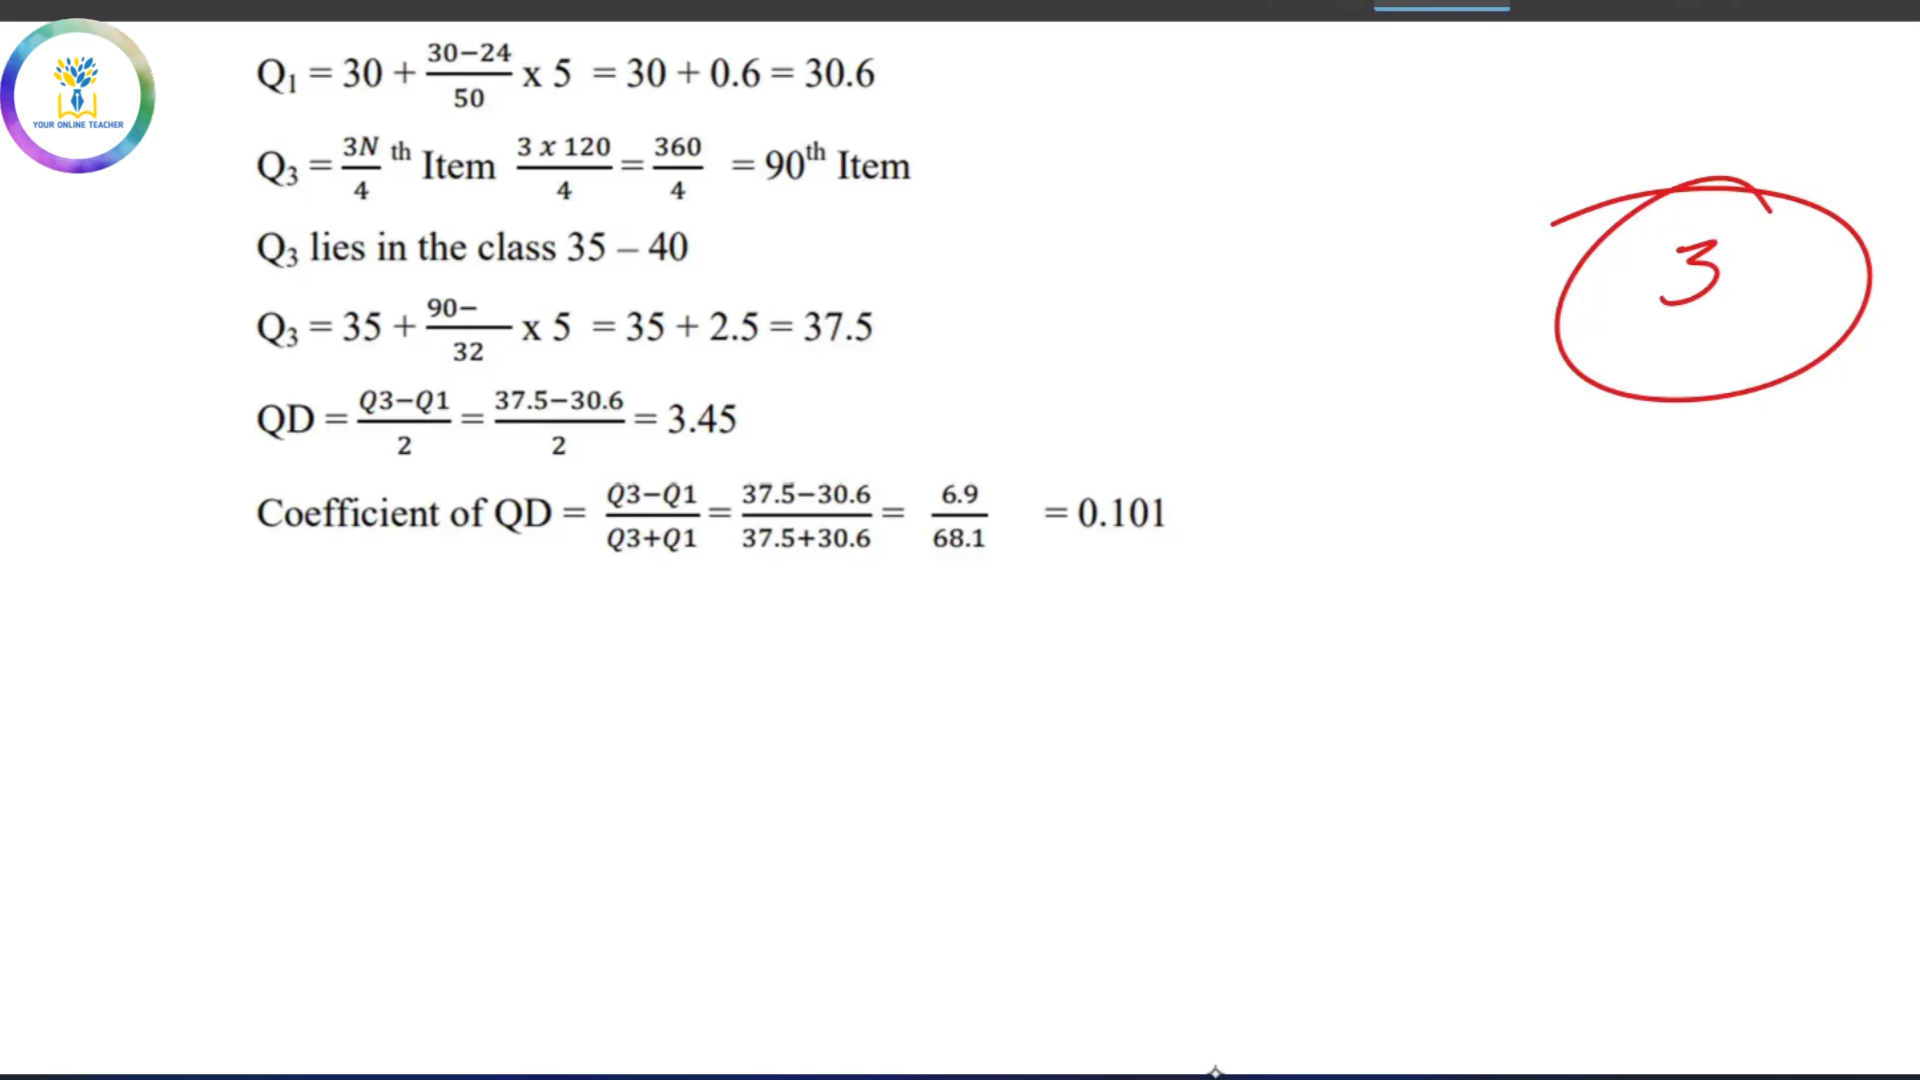 YOUR ONLINE TEACHER
Q₁ = 30 + (30−24)/50 x 5 = 30 + 0.6 = 30.6
Q₃ = 3N/4 th Item 3 x 120/4 = 360/4 = 90th Item
Q₃ lies in the class 35 – 40
Q₃ = 35 + 90−/32 x 5 = 35 + 2.5 = 37.5
QD = Q3−Q1/2 = 37.5−30.6/2 = 3.45
Coefficient of QD = Q3−Q1/Q3+Q1 = 37.5−30.6/37.5+30.6 = 6.9/68.1 = 0.101
3